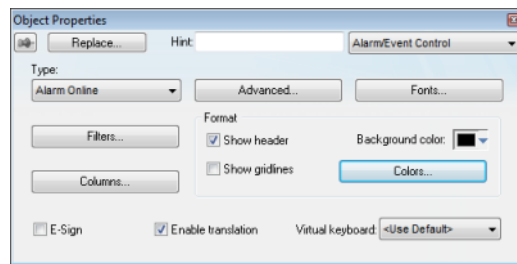 Object Properties
Replace... Hint: Alarm/Event Control
Type:
Alarm Online Advanced... Fonts...
Format
Filters... Show header Background color:
Show gridlines Colors...
Columns...
E-Sign Enable translation Virtual keyboard: <Use Default>